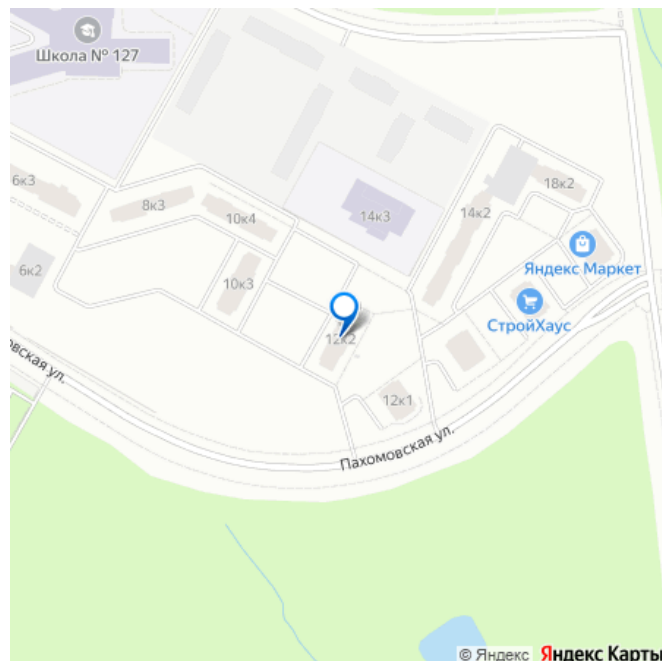 Школа № 127
6к3
8к3
10к4
14к3
14к2
18к2
Яндекс Маркет
6к2
10к3
СтройХаус
12к2
12к1
овская ул.
Пахомовская ул.
© Яндекс Яндекс Карты